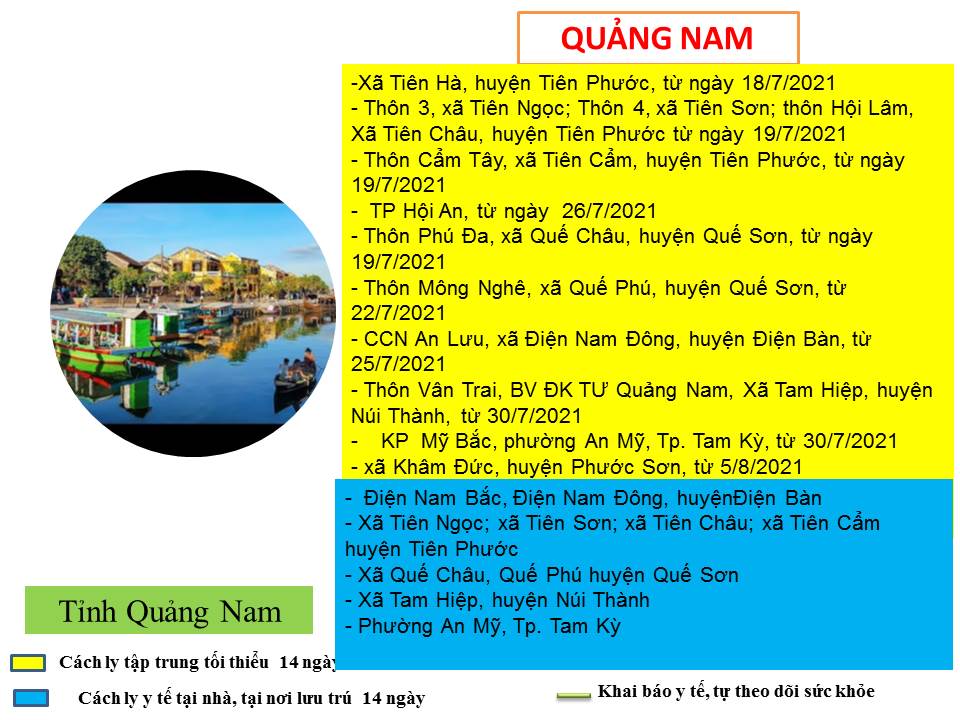 QUẢNG NAM
-Xã Tiên Hà, huyện Tiên Phước, từ ngày 18/7/2021
- Thôn 3, xã Tiên Ngọc; Thôn 4, xã Tiên Sơn; thôn Hội Lâm,
Xã Tiên Châu, huyện Tiên Phước từ ngày 19/7/2021
- Thôn Cẩm Tây, xã Tiên Cẩm, huyện Tiên Phước, từ ngày
19/7/2021
- TP Hội An, từ ngày 26/7/2021
- Thôn Phú Đa, xã Quế Châu, huyện Quế Sơn, từ ngày
19/7/2021
- Thôn Mông Nghê, xã Quế Phú, huyện Quế Sơn, từ
22/7/2021
- CCN An Lưu, xã Điện Nam Đông, huyện Điện Bàn, từ
25/7/2021
- Thôn Vân Trai, BV ĐK TƯ Quảng Nam, Xã Tam Hiệp, huyện
Núi Thành, từ 30/7/2021
- KP Mỹ Bắc, phường An Mỹ, Tp. Tam Kỳ, từ 30/7/2021
- xã Khâm Đức, huyện Phước Sơn, từ 5/8/2021
- Điện Nam Bắc, Điện Nam Đông, huyệnĐiện Bàn
- Xã Tiên Ngọc; xã Tiên Sơn; xã Tiên Châu; xã Tiên Cẩm
huyện Tiên Phước
- Xã Quế Châu, Quế Phú huyện Quế Sơn
- Xã Tam Hiệp, huyện Núi Thành
- Phường An Mỹ, Tp. Tam Kỳ
Tỉnh Quảng Nam
Cách ly tập trung tối thiểu 14 ngày
Cách ly y tế tại nhà, tại nơi lưu trú 14 ngày
Khai báo y tế, tự theo dõi sức khỏe